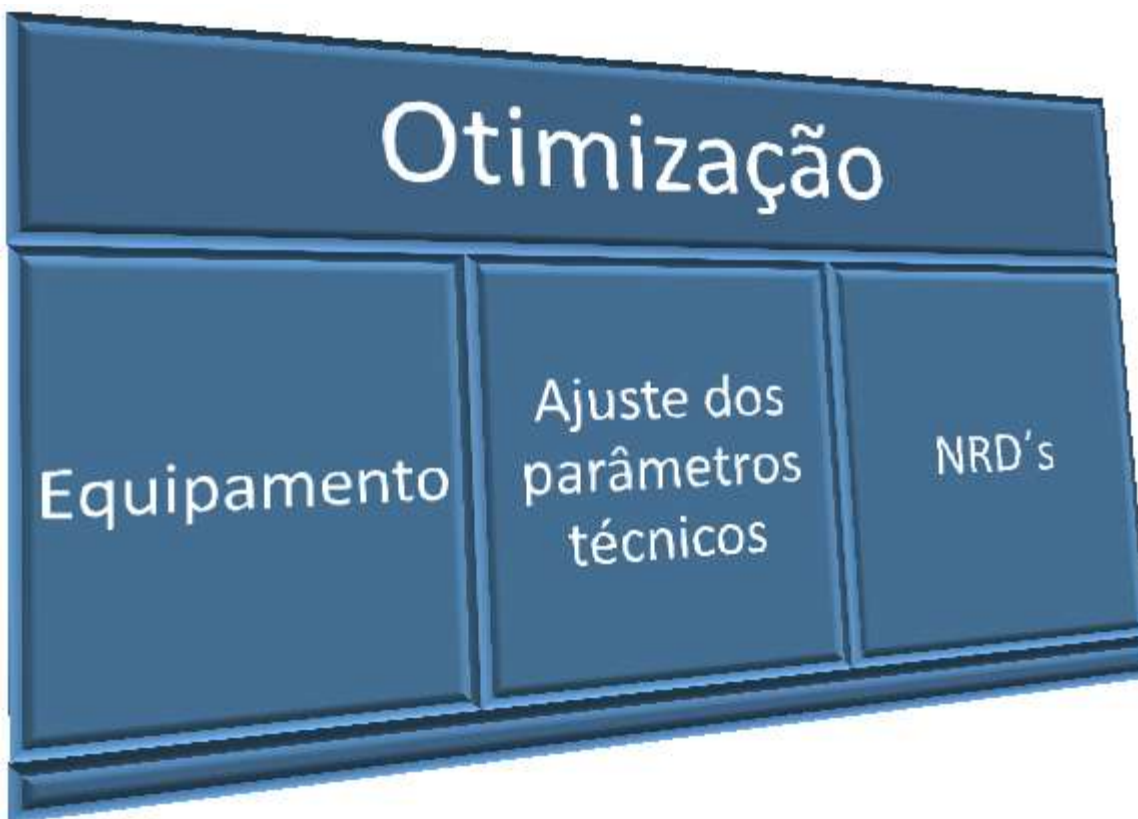 Otimização
Equipamento
Ajuste dos
parâmetros
técnicos
NRD´s